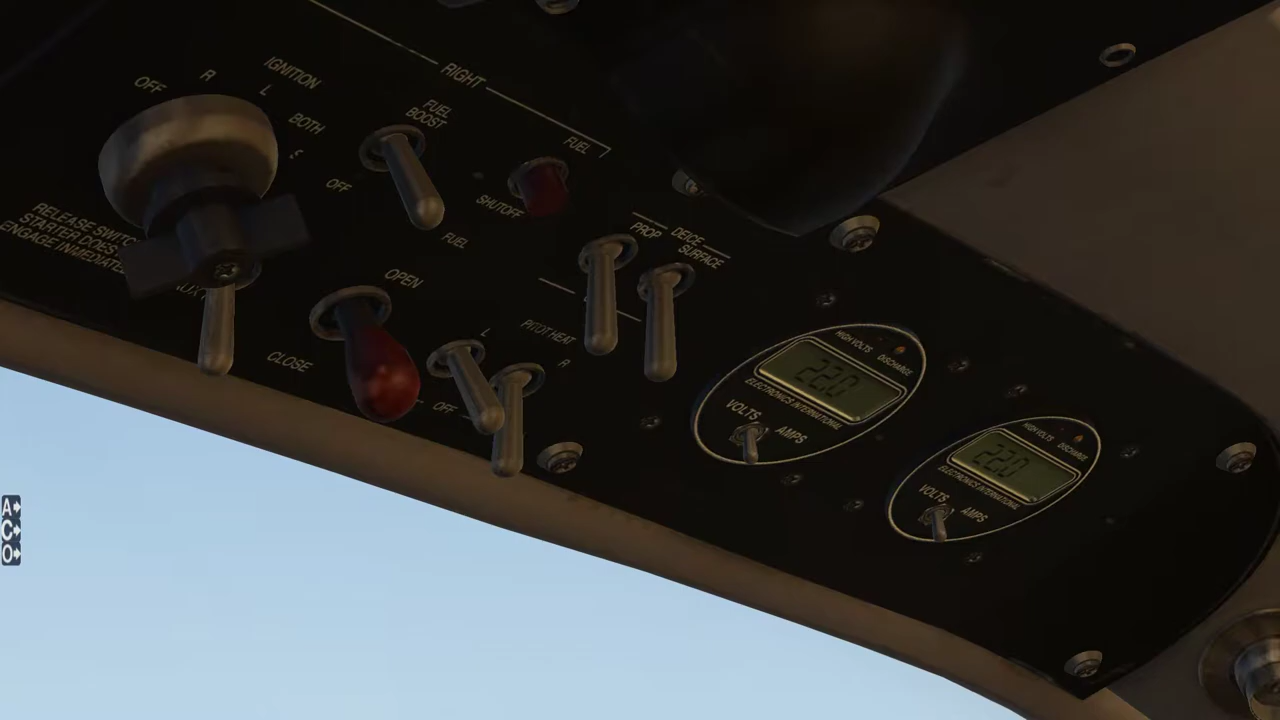 RIGHT
IGNITION
OFF
R
L
BOTH
S
FUEL
BOOST
OFF
FUEL
FUEL
SHUTOFF
RELEASE SWITC
STARTER DOES
ENGAGE INMEDIATE
AUX
OPEN
CLOSE
PROP
DEICE
SURFACE
PITOT HEAT
L
R
OFF
HIGH VOLTS
DISCHARGE
22.0
ELECTRONICS INTERNATIONAL
VOLTS
AMPS
HIGH VOLTS
DISCHARGE
22.0
ELECTRONICS INTERNATIONAL
VOLTS
AMPS
A
C
O